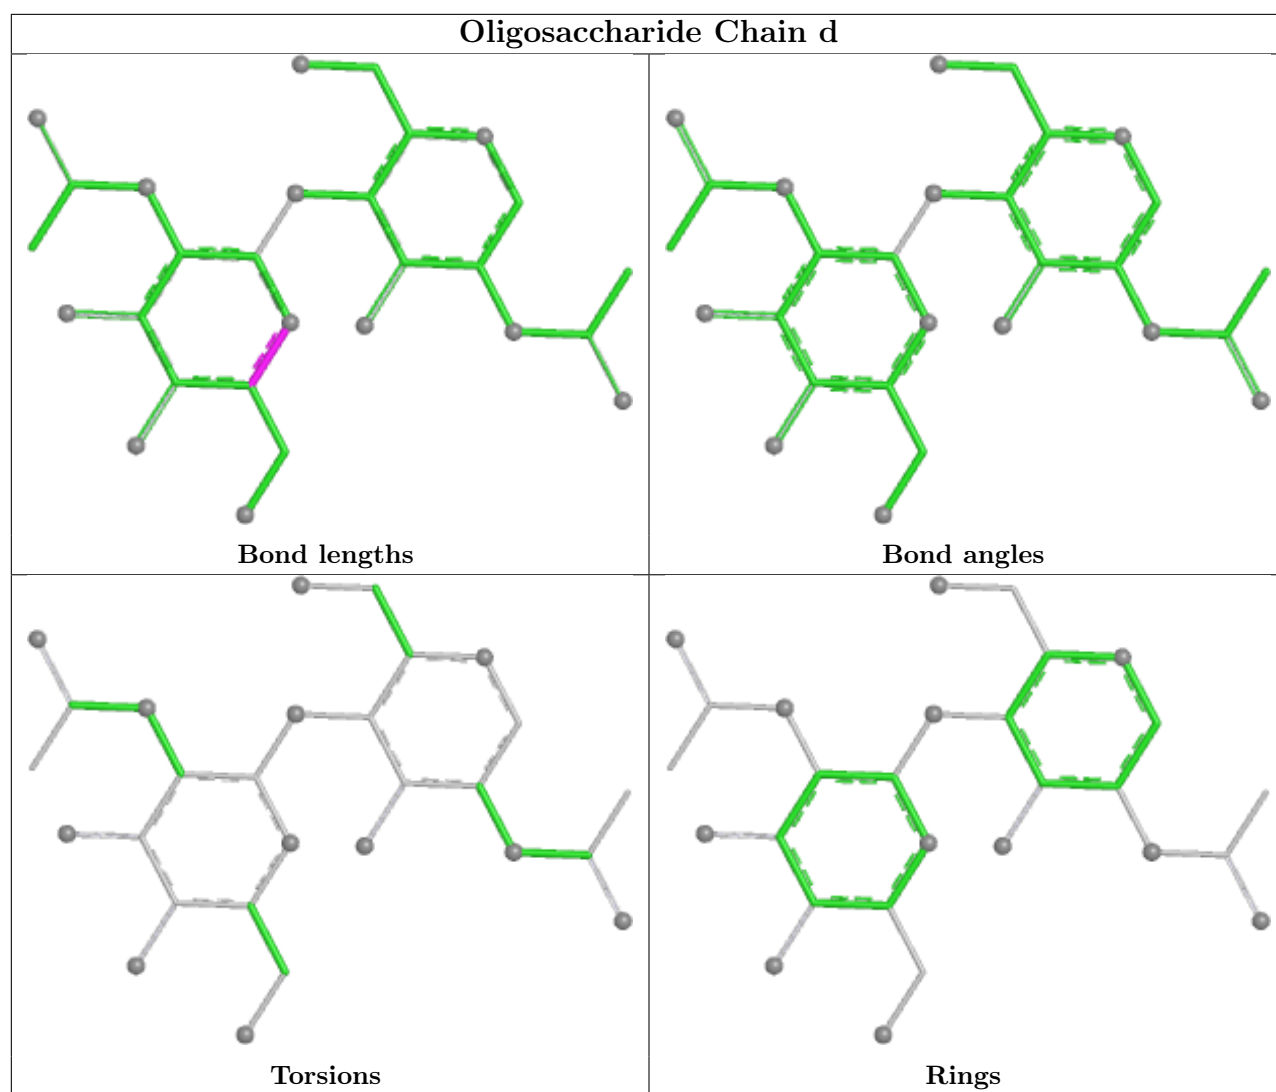 Oligosaccharide Chain d
Bond lengths
Bond angles
Torsions
Rings